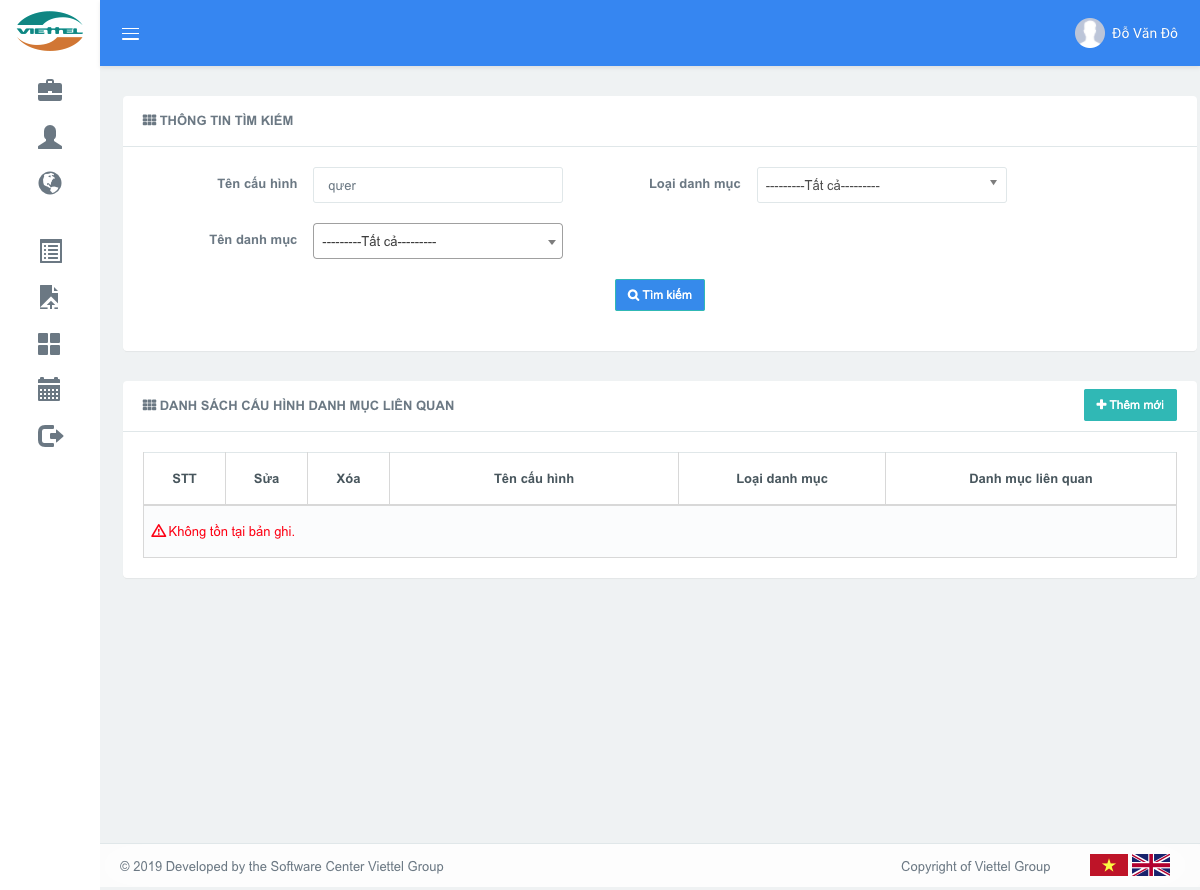 VIETTEL
Đỗ Văn Đô
THÔNG TIN TÌM KIẾM
Tên cấu hình
qưer
Loại danh mục
---------Tất cả---------
Tên danh mục
---------Tất cả---------
Tìm kiếm
DANH SÁCH CẤU HÌNH DANH MỤC LIÊN QUAN
Thêm mới
STT Sửa Xóa Tên cấu hình Loại danh mục Danh mục liên quan
Không tồn tại bản ghi.
© 2019 Developed by the Software Center Viettel Group
Copyright of Viettel Group